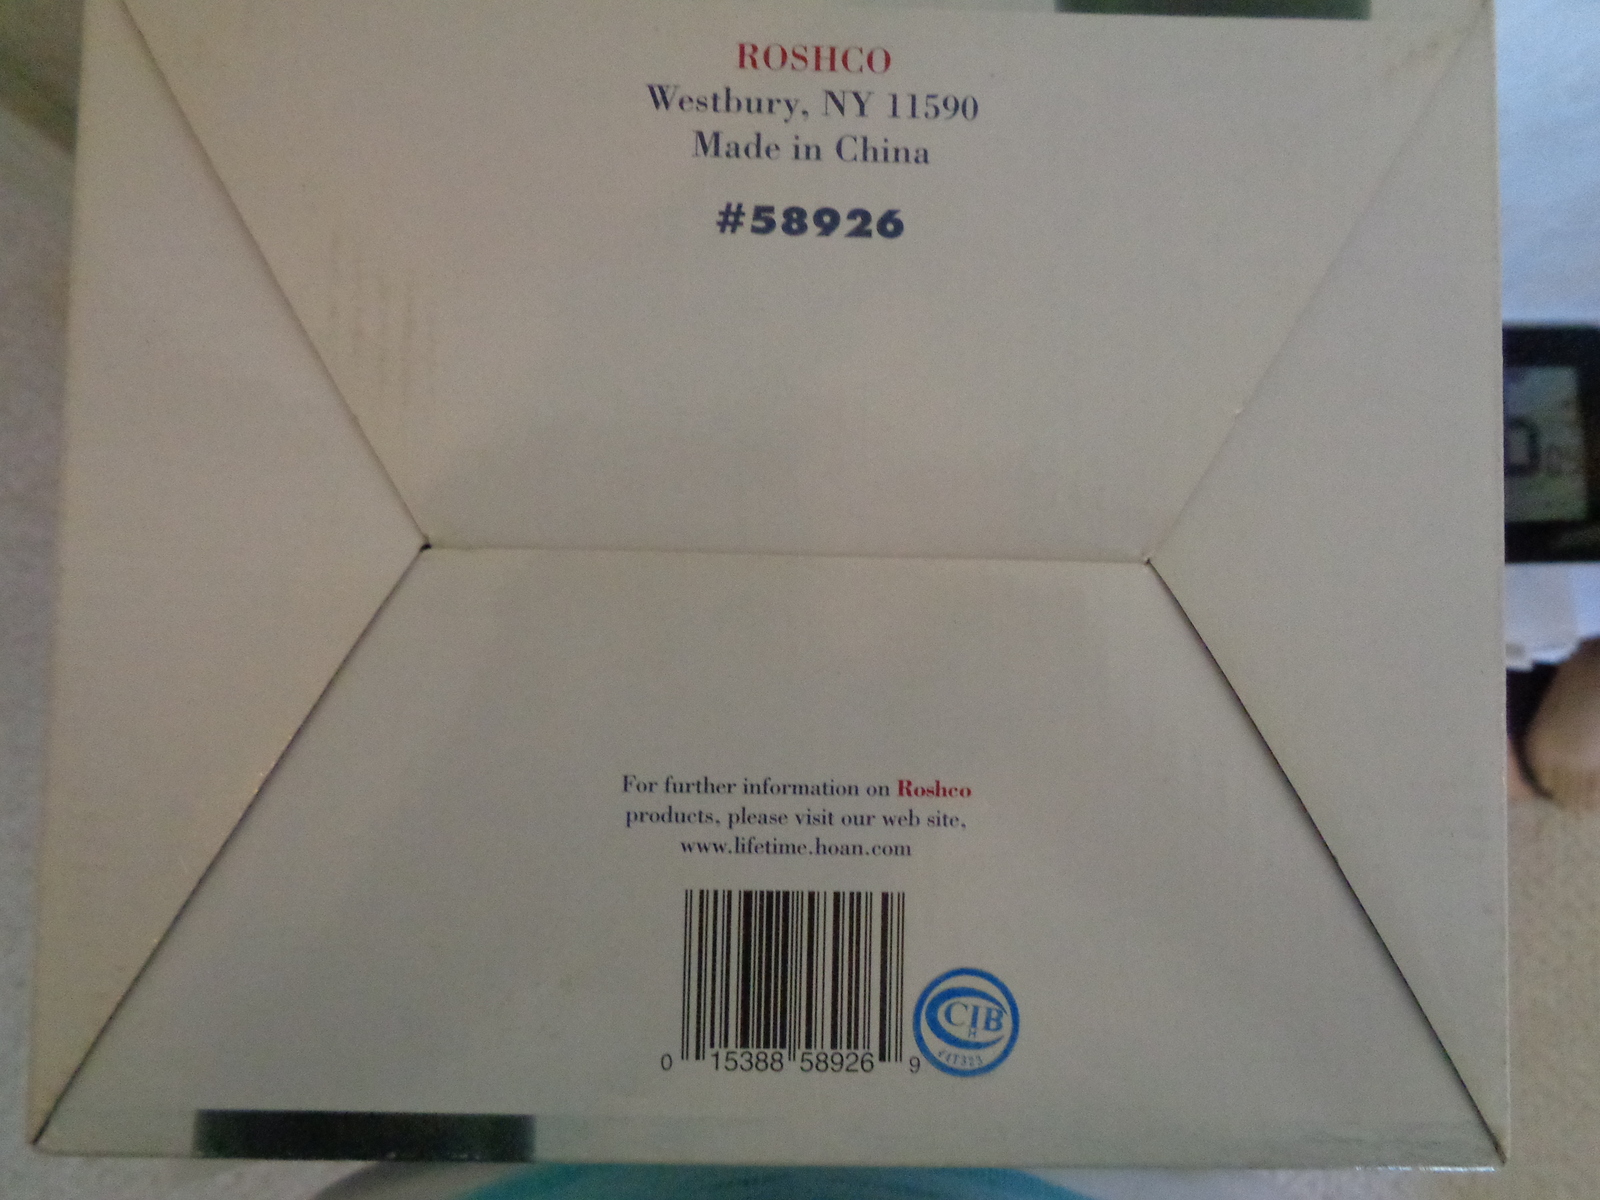 ROSHCO
Westbury, NY 11590
Made in China
#58926
For further information on Roshco
products, please visit our web site,
www.lifetime.hoan.com
0 15388 58926 9
CIB
H